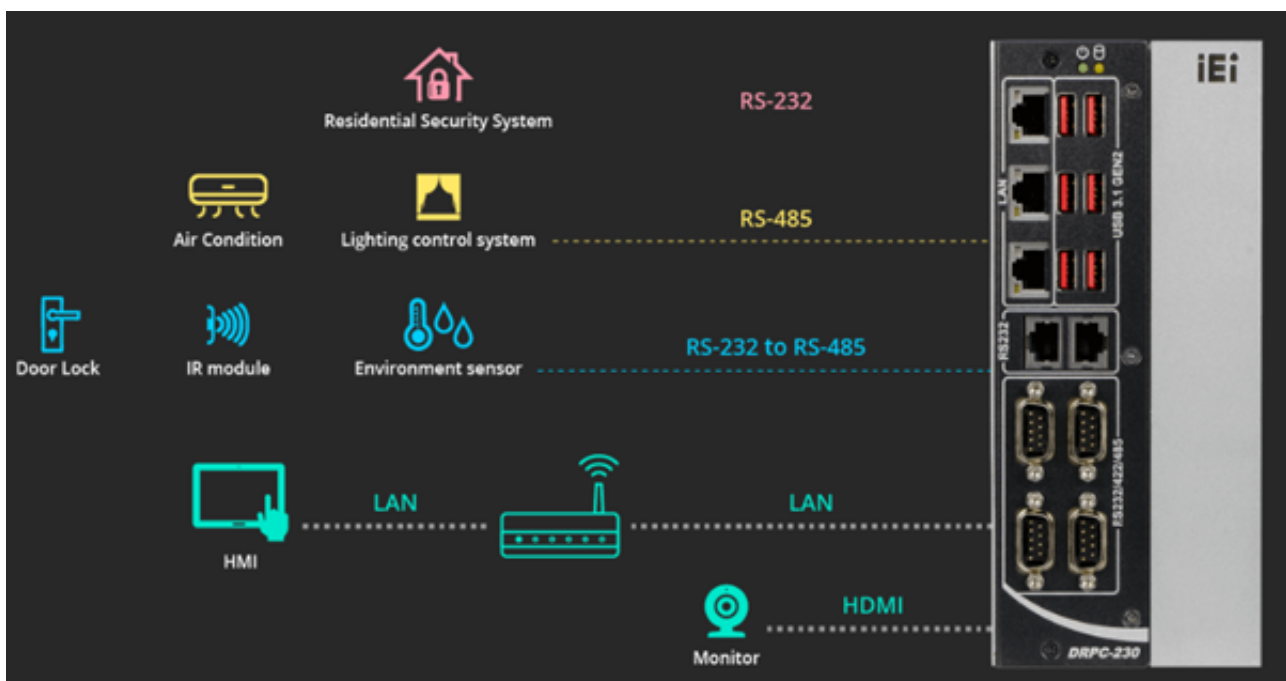 iEi
Residential Security System
RS-232
LAN
USB 3.1 GEN2
Air Condition
Lighting control system
RS-485
Door Lock
IR module
Environment sensor
RS-232 to RS-485
RS232
RS232/422/485
HMI
LAN
LAN
Monitor
HDMI
DRPC-230